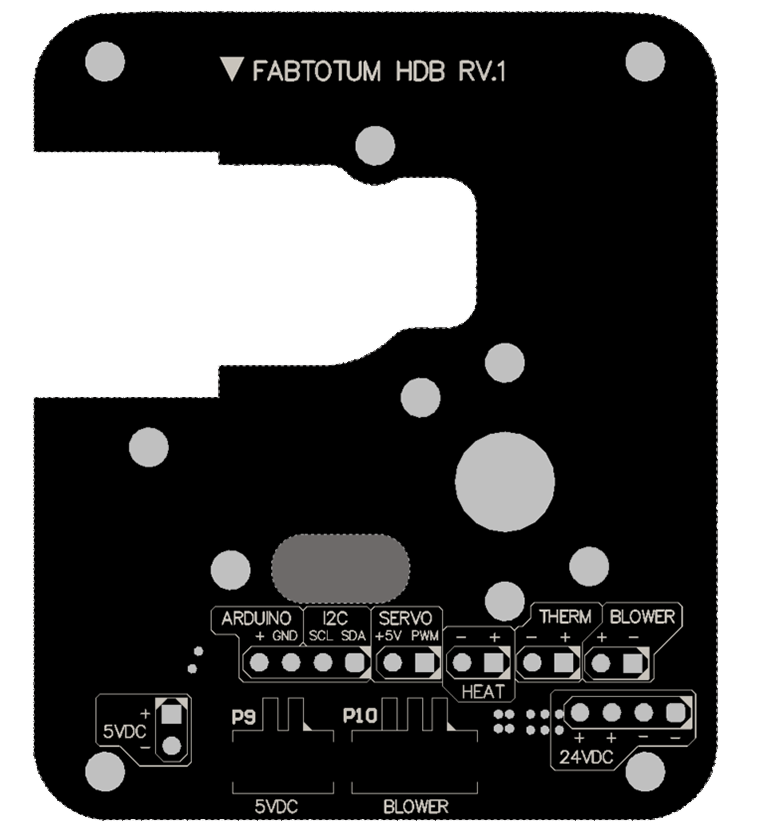 FABTOTUM HDB RV.1
ARDUINO I2C SERVO THERM BLOWER
+ GND SCL SDA +5V PWM - + - + + -
HEAT
P9 P10
+
5VDC
-
+ + - -
24VDC
5VDC BLOWER